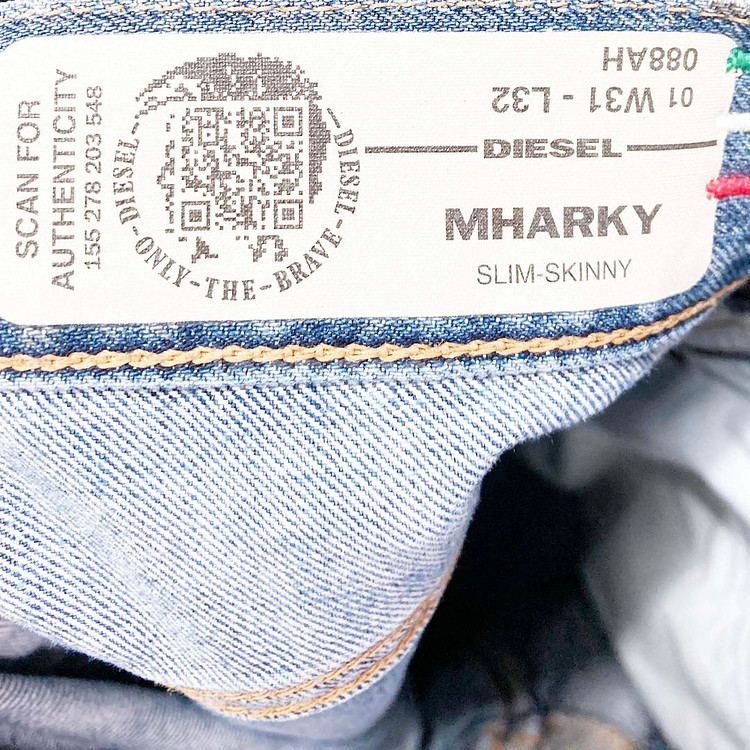 SCAN FOR
AUTHENTICITY
155 278 203 548
DIESEL-
-ONLY-THE-BRAVE-
-DIESEL
088AH
01 W31 - L32
DIESEL
MHARKY
SLIM-SKINNY